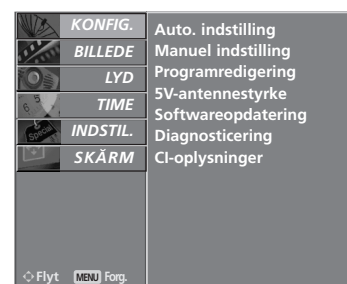 KONFIG.
BILLEDE
LYD
TIME
INDSTIL.
SKĂRM
Auto. indstilling
Manuel indstilling
Programredigering
5V-antennestyrke
Softwareopdatering
Diagnosticering
CI-oplysninger
Flyt MENU Forg.